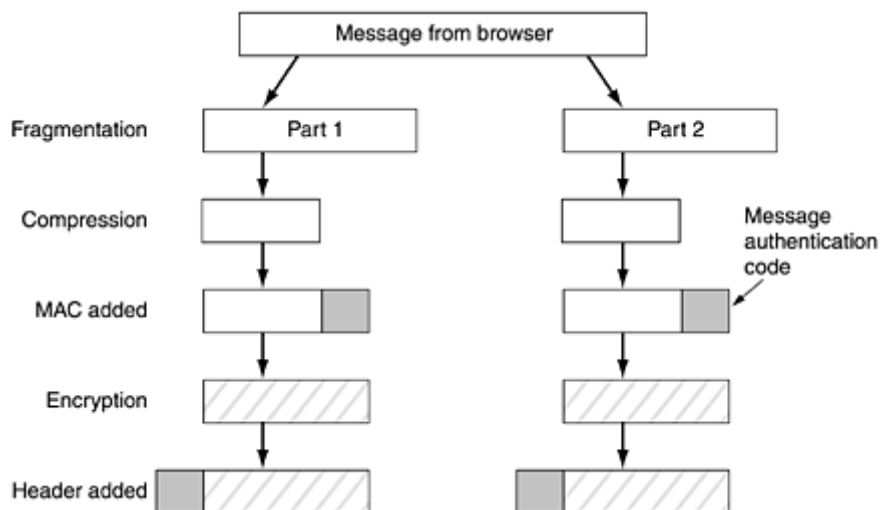 Message from browser
Fragmentation
Part 1
Part 2
Compression
Message
authentication
code
MAC added
Encryption
Header added